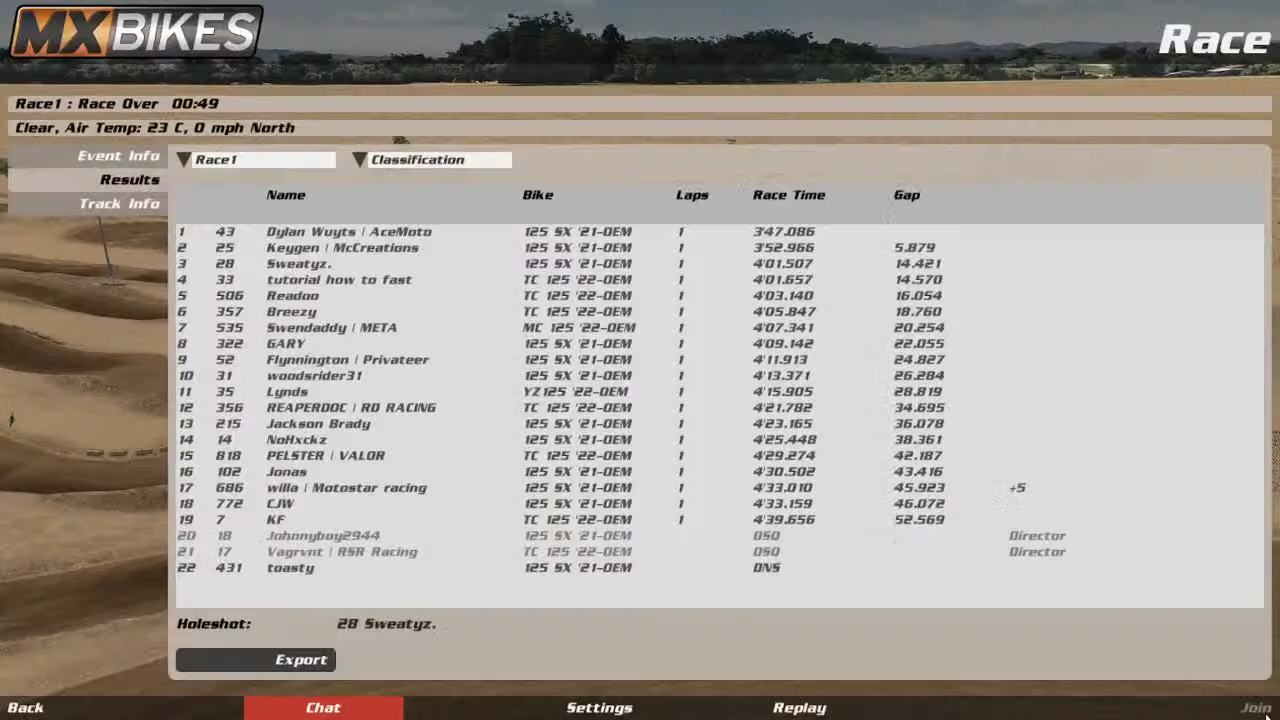 MX BIKES
Race
Race1 : Race Over 00:49
Clear, Air Temp: 23 C, 0 mph North
Event Info
Results
Track Info
Race1 Classification
Name Bike Laps Race Time Gap
1 43 Dylan Wuyts | AceMoto 125 SX '21-OEM 1 3'47.086
2 25 Keygen | McCreations 125 SX '21-OEM 1 3'52.966 5.879
3 28 Sweatyz. 125 SX '21-OEM 1 4'01.507 14.421
4 33 tutorial how to fast TC 125 '22-OEM 1 4'01.657 14.570
5 506 Readoo TC 125 '22-OEM 1 4'03.140 16.054
6 357 Breezy TC 125 '22-OEM 1 4'05.847 18.760
7 535 Swendaddy | META MC 125 '22-OEM 1 4'07.341 20.254
8 322 GARY 125 SX '21-OEM 1 4'09.142 22.055
9 52 Flynnington | Privateer 125 SX '21-OEM 1 4'11.913 24.827
10 31 woodsrider31 125 SX '21-OEM 1 4'13.371 26.284
11 35 Lynds YZ125 '22-OEM 1 4'15.905 28.819
12 356 REAPERDOC | RD RACING TC 125 '22-OEM 1 4'21.782 34.695
13 215 Jackson Brady 125 SX '21-OEM 1 4'23.165 36.078
14 14 NoHxckz 125 SX '21-OEM 1 4'25.448 38.361
15 818 PELSTER | VALOR TC 125 '22-OEM 1 4'29.274 42.187
16 102 Jonas 125 SX '21-OEM 1 4'30.502 43.416
17 686 willa | Motostar racing 125 SX '21-OEM 1 4'33.010 45.923 +5
18 772 CJW 125 SX '21-OEM 1 4'33.159 46.072
19 7 KF TC 125 '22-OEM 1 4'39.656 52.569
20 18 Johnnyboy2944 125 SX '21-OEM DSQ Director
21 17 Vagrvnt | RSR Racing TC 125 '22-OEM DSQ Director
22 431 toasty 125 SX '21-OEM DNS
Holeshot: 28 Sweatyz.
Export
Back Chat Settings Replay Join